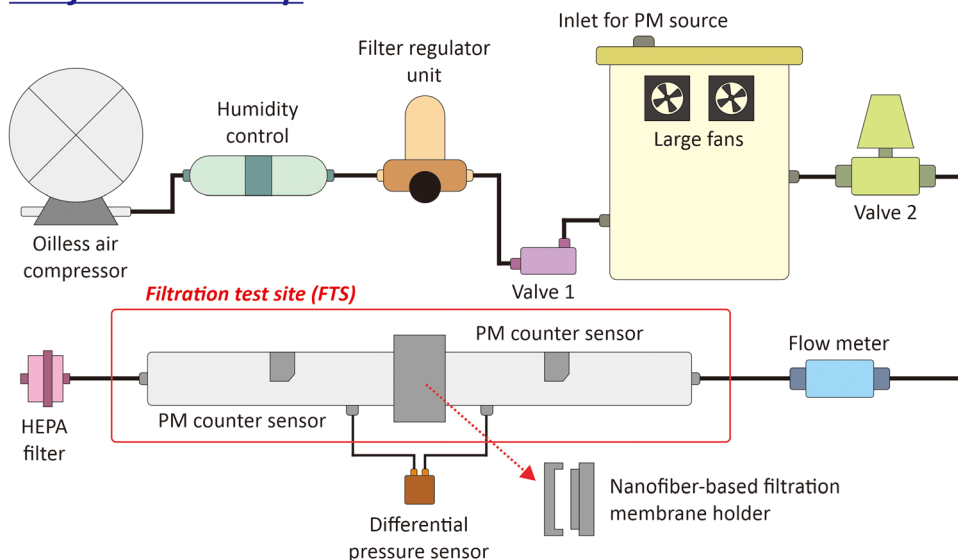 Inlet for PM source
Filter regulator
unit
Humidity
control
Large fans
Valve 2
Oilless air
compressor
Valve 1
Filtration test site (FTS)
PM counter sensor
Flow meter
PM counter sensor
HEPA
filter
Nanofiber-based filtration
membrane holder
Differential
pressure sensor